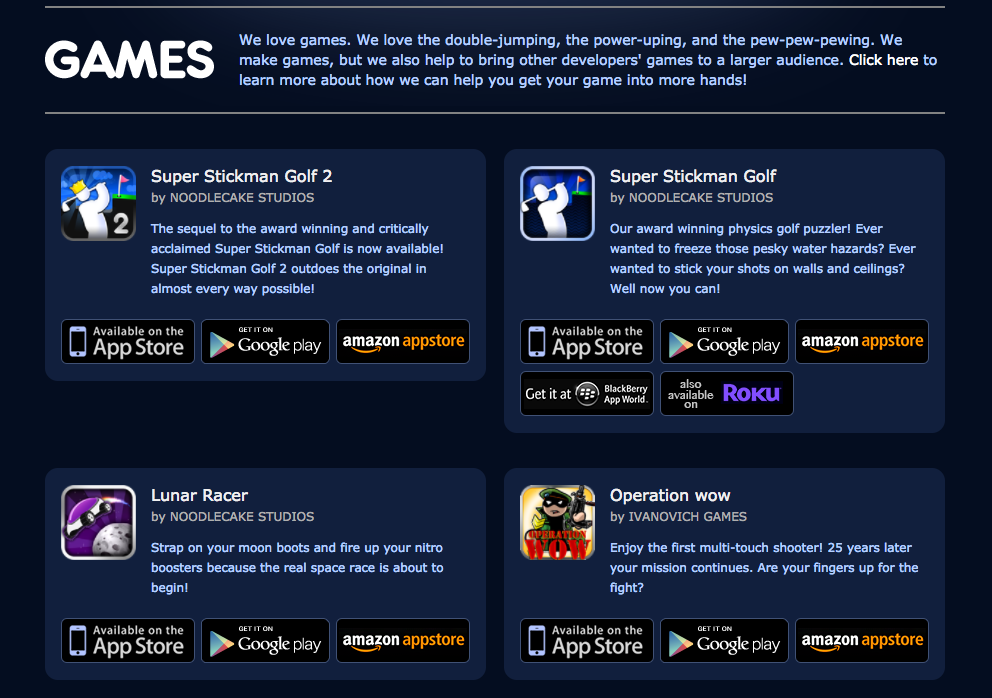 GAMES
We love games. We love the double-jumping, the power-uping, and the pew-pew-pewing. We
make games, but we also help to bring other developers' games to a larger audience. Click here to
learn more about how we can help you get your game into more hands!
2
Super Stickman Golf 2
by NOODLECAKE STUDIOS
The sequel to the award winning and critically
acclaimed Super Stickman Golf is now available!
Super Stickman Golf 2 outdoes the original in
almost every way possible!
Available on the
App Store
GET IT ON
Google play
amazon appstore
Super Stickman Golf
by NOODLECAKE STUDIOS
Our award winning physics golf puzzler! Ever
wanted to freeze those pesky water hazards? Ever
wanted to stick your shots on walls and ceilings?
Well now you can!
Available on the
App Store
GET IT ON
Google play
amazon appstore
Get it at BlackBerry
App World.
also
available
on
ROKU
Lunar Racer
by NOODLECAKE STUDIOS
Strap on your moon boots and fire up your nitro
boosters because the real space race is about to
begin!
Available on the
App Store
GET IT ON
Google play
amazon appstore
OPERATION
WOW
Operation wow
by IVANOVICH GAMES
Enjoy the first multi-touch shooter! 25 years later
your mission continues. Are your fingers up for the
fight?
Available on the
App Store
GET IT ON
Google play
amazon appstore